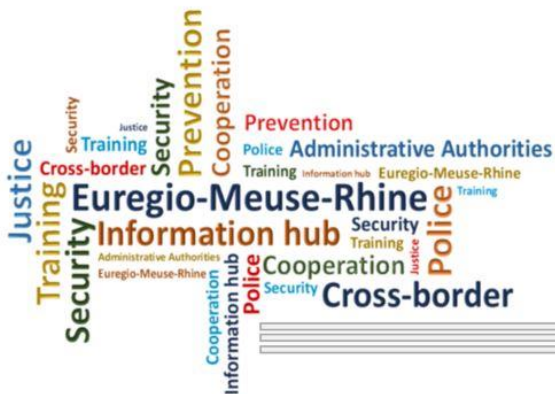 Prevention
Cooperation
Security
Security
Justice
Training
Cross-border
Prevention
Police
Administrative Authorities
Training
Information hub
Euregio-Meuse-Rhine
Justice
Training
Security
Euregio-Meuse-Rhine
Training
Information hub
Security
Training
Justice
Police
Administrative Authorities
Euregio-Meuse-Rhine
Cooperation
Information hub
Police
Cooperation
Security
Cross-border